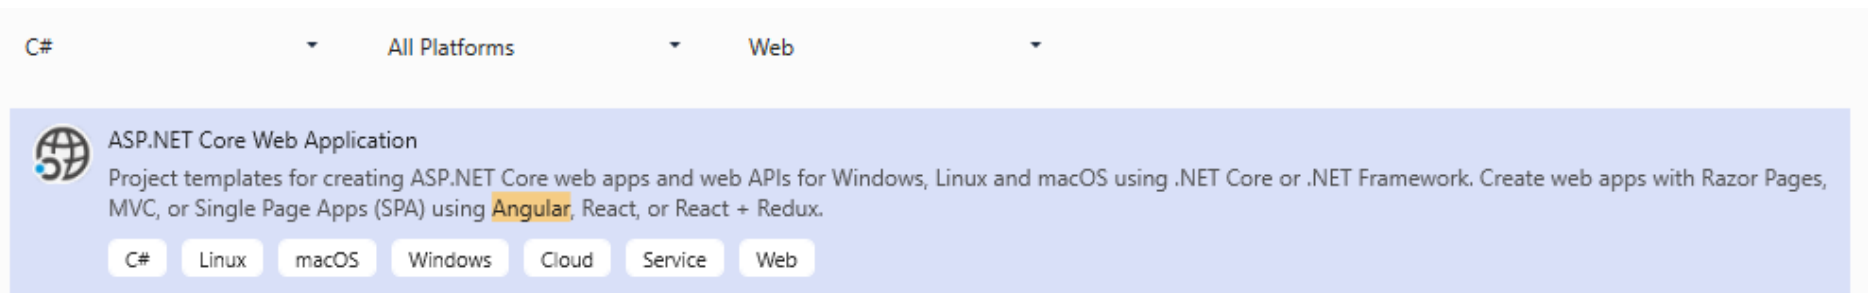 C# All Platforms Web
ASP.NET Core Web Application
Project templates for creating ASP.NET Core web apps and web APIs for Windows, Linux and macOS using .NET Core or .NET Framework. Create web apps with Razor Pages,
MVC, or Single Page Apps (SPA) using Angular, React, or React + Redux.
C# Linux macOS Windows Cloud Service Web